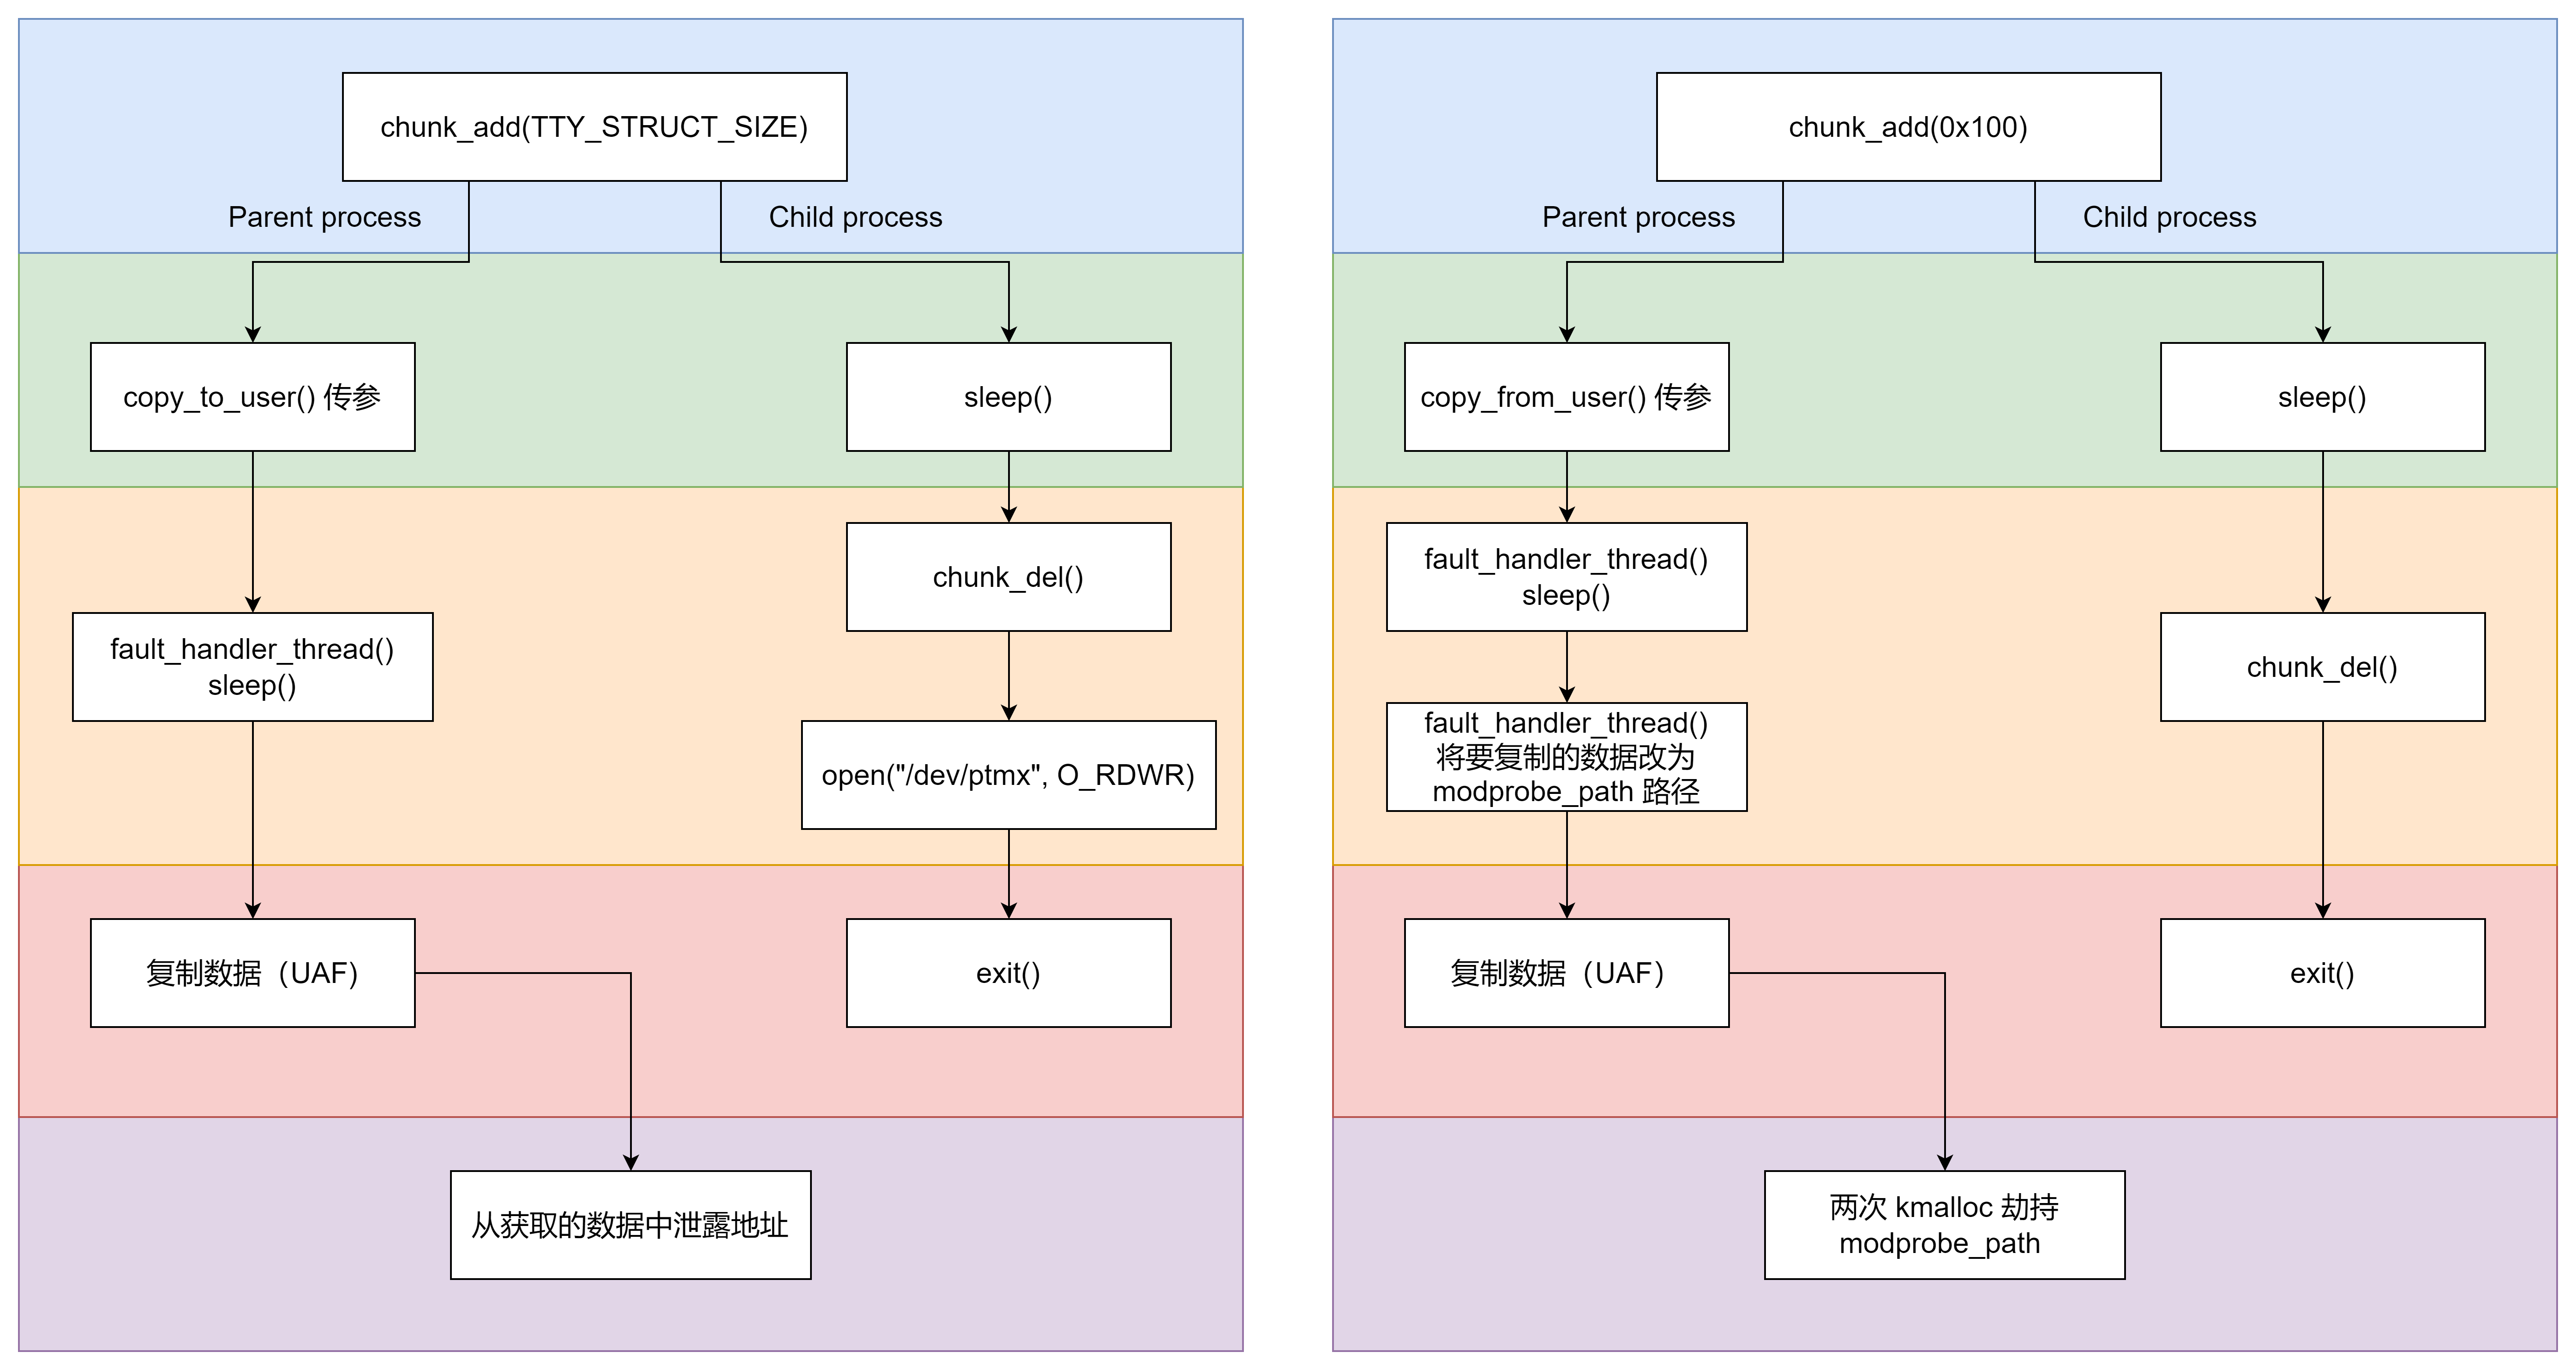 chunk_add(TTY_STRUCT_SIZE)
Parent process
Child process
copy_to_user() 传参
sleep()
chunk_del()
fault_handler_thread()
sleep()
open("/dev/ptmx", O_RDWR)
复制数据（UAF）
exit()
从获取的数据中泄露地址
chunk_add(0x100)
Parent process
Child process
copy_from_user() 传参
sleep()
fault_handler_thread()
sleep()
chunk_del()
fault_handler_thread()
将要复制的数据改为
modprobe_path 路径
复制数据（UAF）
exit()
两次 kmalloc 劫持
modprobe_path